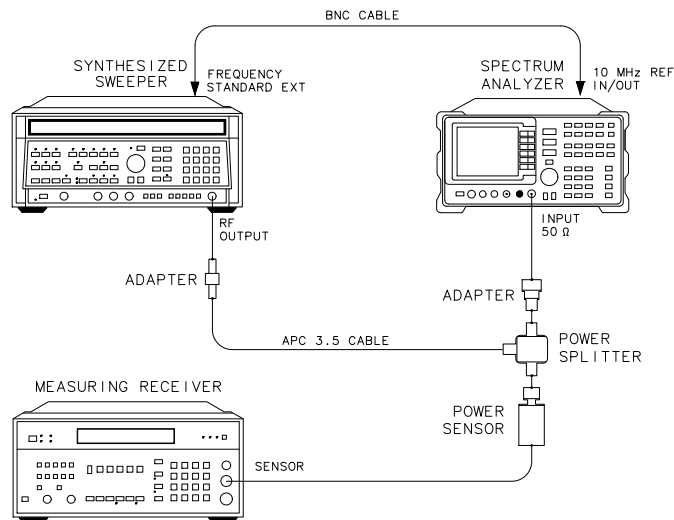 BNC CABLE
SYNTHESIZED
SWEEPER
FREQUENCY
STANDARD EXT
SPECTRUM
ANALYZER
10 MHz REF
IN/OUT
RF
OUTPUT
INPUT
50 Ω
ADAPTER
ADAPTER
APC 3.5 CABLE
POWER
SPLITTER
MEASURING RECEIVER
POWER
SENSOR
SENSOR